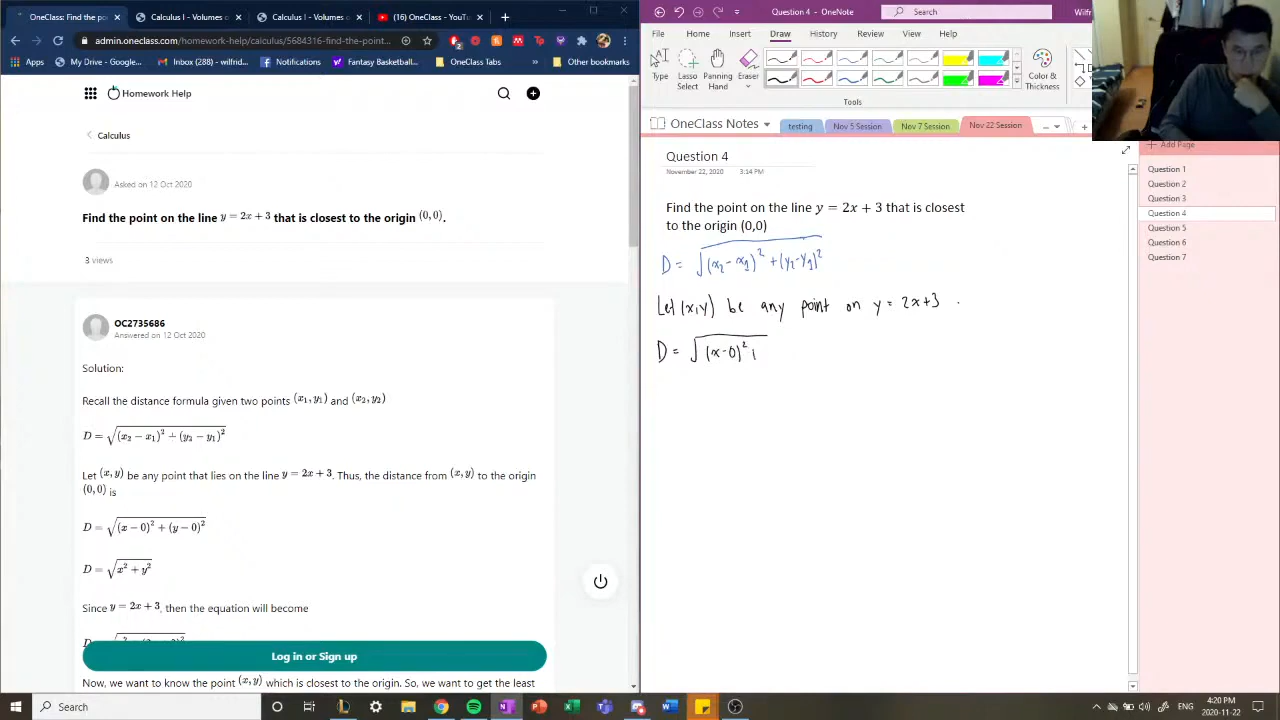 OneClass Find the po
Calculus I -
Calculus I - Volumes o
(16) OneClass - YouTu
admin.oneclass.com/homework-help/calculus/5684316-find-the-point...
Apps
My Drive - Google...
Inbox (28)
Yahoo Fantasy Basketball...
OneClass Tabs
Other bookmarks
Homework Help
Calculus
Asked on 12 Oct 2020
Find the point on the line y = 2x + 3 that is closest to the origin (0, 0).
3 views
OC2735686
Answered on 12 Oct 2020
Solution:
Recall the distance formula given two points (x₁, y₁) and (x₂, y₂)
D = √(x₂ − x₁)² + (y₂ − y₁)²
Let (x, y) be any point that lies on the line y = 2x + 3. Thus, the distance from (x, y) to the origin
(0, 0) is
D = √(x − 0)² + (y − 0)²
D = √x² + y²
Since y = 2x + 3, then the equation will become
Log in or Sign up
Now, we want to know the point (x, y) which is closest to the origin. So, we want to get the least
Question 4 - OneNote
Search
Wilfr
File
Home
Insert
Draw
History
Review
View
Help
Type
Lasso
Select
Panning
Hand
Eraser
Color &
Thickness
Tools
OneClass Notes
testing
Nov 5 Session
Nov 7 Session
Nov 22 Session
Add Page
Question 1
Question 2
Question 3
Question 4
Question 5
Question 6
Question 7
Question 4
November 22, 2020
3:14 PM
Find the point on the line y = 2x + 3 that is closest
to the origin (0,0)
D = √(x₂-x₁)² + (y₂-y₁)²
Let (x,y) be any point on y = 2x+3 .
D = √(x-0)²
Search
4:20 PM
2020-11-22